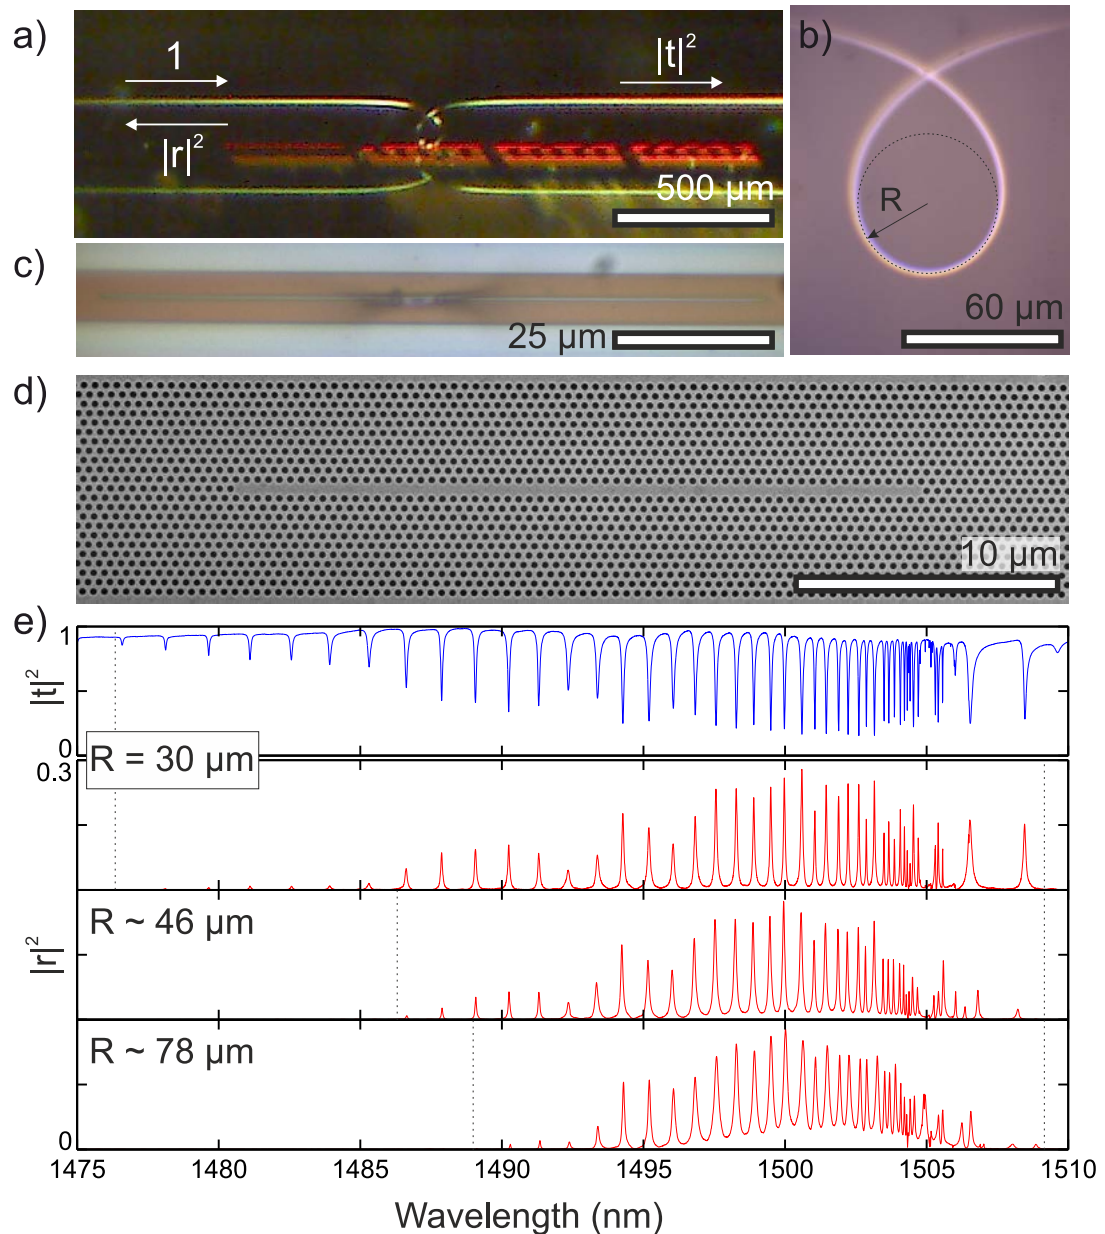 a)
1
|t|²
|r|²
500 µm
b)
R
60 µm
c)
25 µm
d)
10 µm
e)
1
|t|²
0
R = 30 µm
0.3
R ~ 46 µm
|r|²
R ~ 78 µm
0
1475 1480 1485 1490 1495 1500 1505 1510
Wavelength (nm)